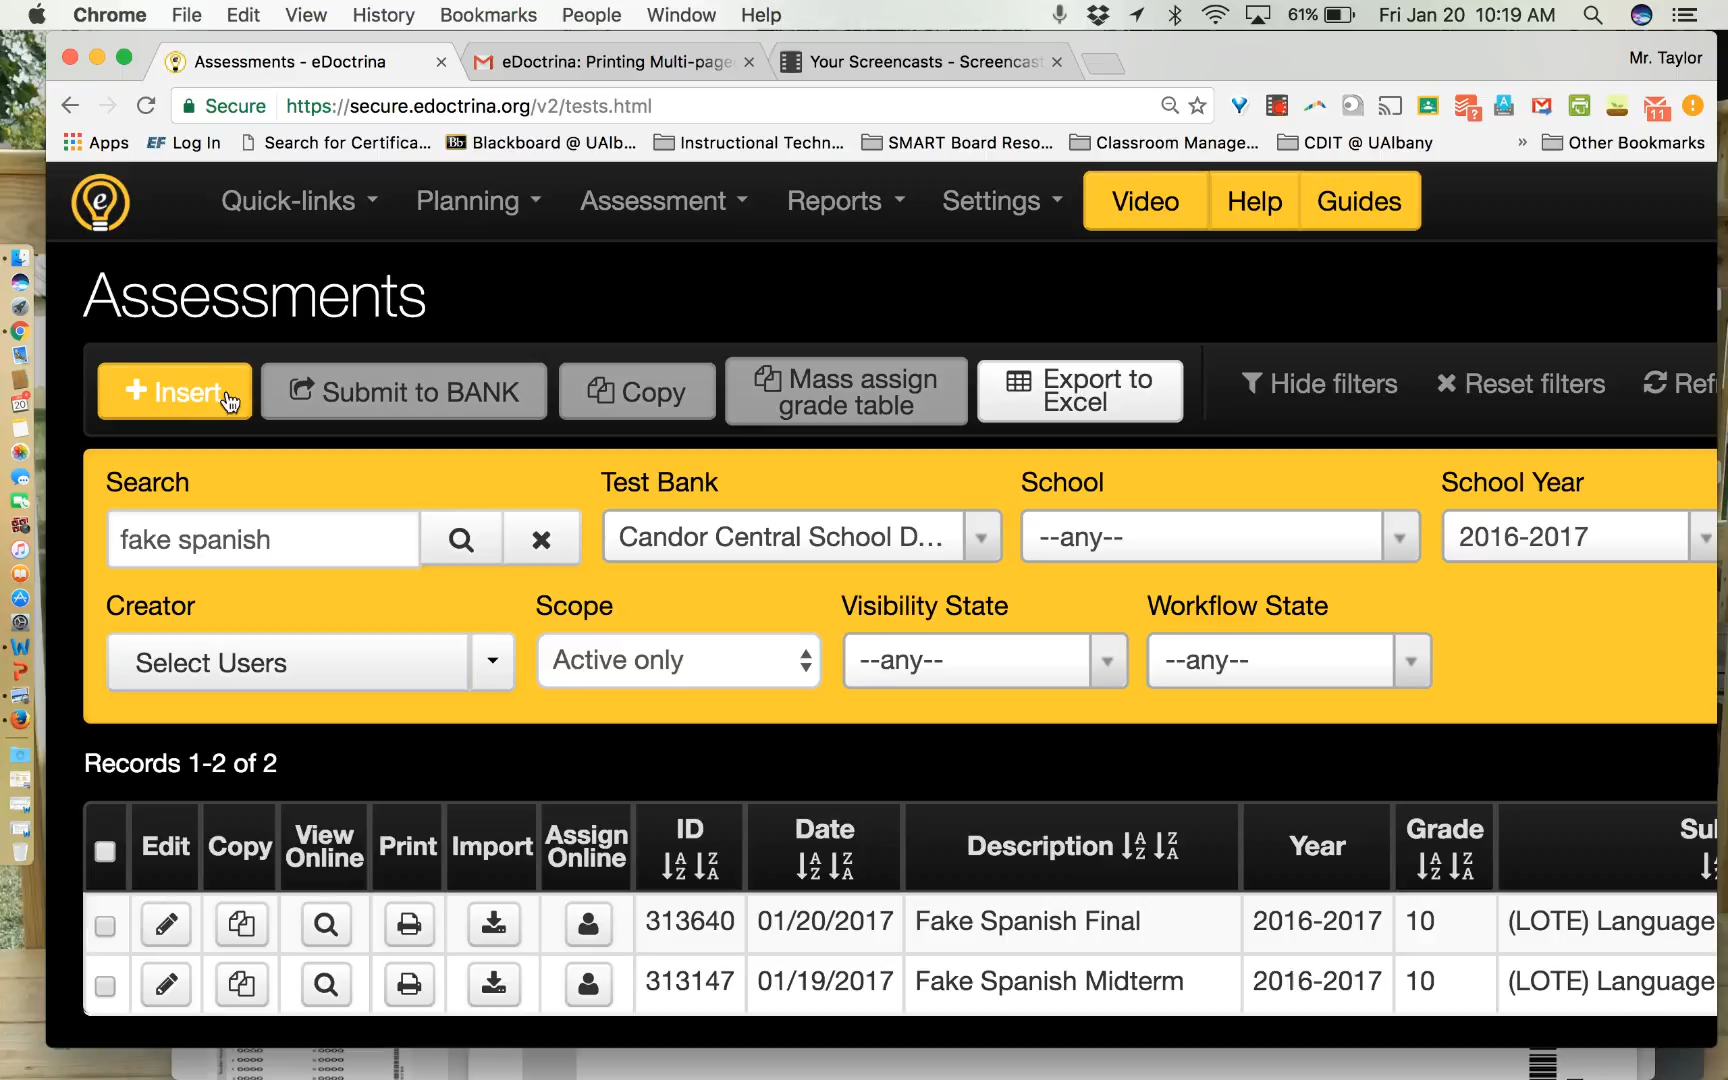 Chrome File Edit View History Bookmarks People Window Help 61% Fri Jan 20 10:19 AM
Assessments - eDoctrina eDoctrina: Printing Multi-page Your Screencasts - Screencast Mr. Taylor
Secure https://secure.edoctrina.org/v2/tests.html
Apps EF Log In Search for Certifica... Bb Blackboard @ UAlb... Instructional Techn... SMART Board Reso... Classroom Manage... CDIT @ UAlbany » Other Bookmarks
Quick-links Planning Assessment Reports Settings Video Help Guides
Assessments
Insert Submit to BANK Copy Mass assign grade table Export to Excel Hide filters Reset filters Ref
Search Test Bank School School Year
fake spanish Candor Central School D... --any-- 2016-2017
Creator Scope Visibility State Workflow State
Select Users Active only --any-- --any--
Records 1-2 of 2
Edit Copy View Online Print Import Assign Online ID Date Description Year Grade Su
313640 01/20/2017 Fake Spanish Final 2016-2017 10 (LOTE) Language
313147 01/19/2017 Fake Spanish Midterm 2016-2017 10 (LOTE) Language